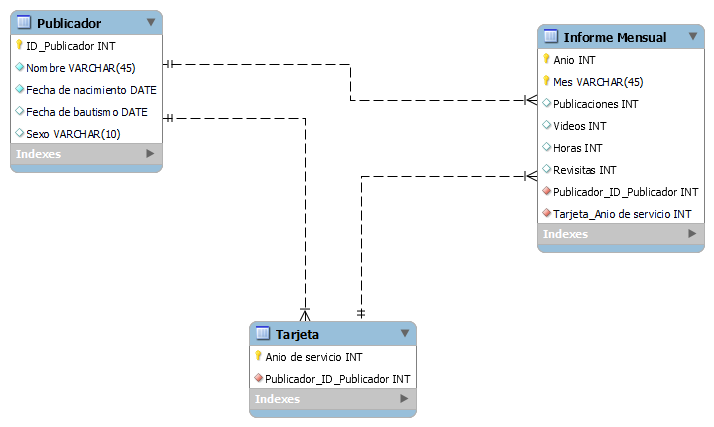 Publicador
ID_Publicador INT
Nombre VARCHAR(45)
Fecha de nacimiento DATE
Fecha de bautismo DATE
Sexo VARCHAR(10)
Indexes
Informe Mensual
Anio INT
Mes VARCHAR(45)
Publicaciones INT
Videos INT
Horas INT
Revisitas INT
Publicador_ID_Publicador INT
Tarjeta_Anio de servicio INT
Indexes
Tarjeta
Anio de servicio INT
Publicador_ID_Publicador INT
Indexes